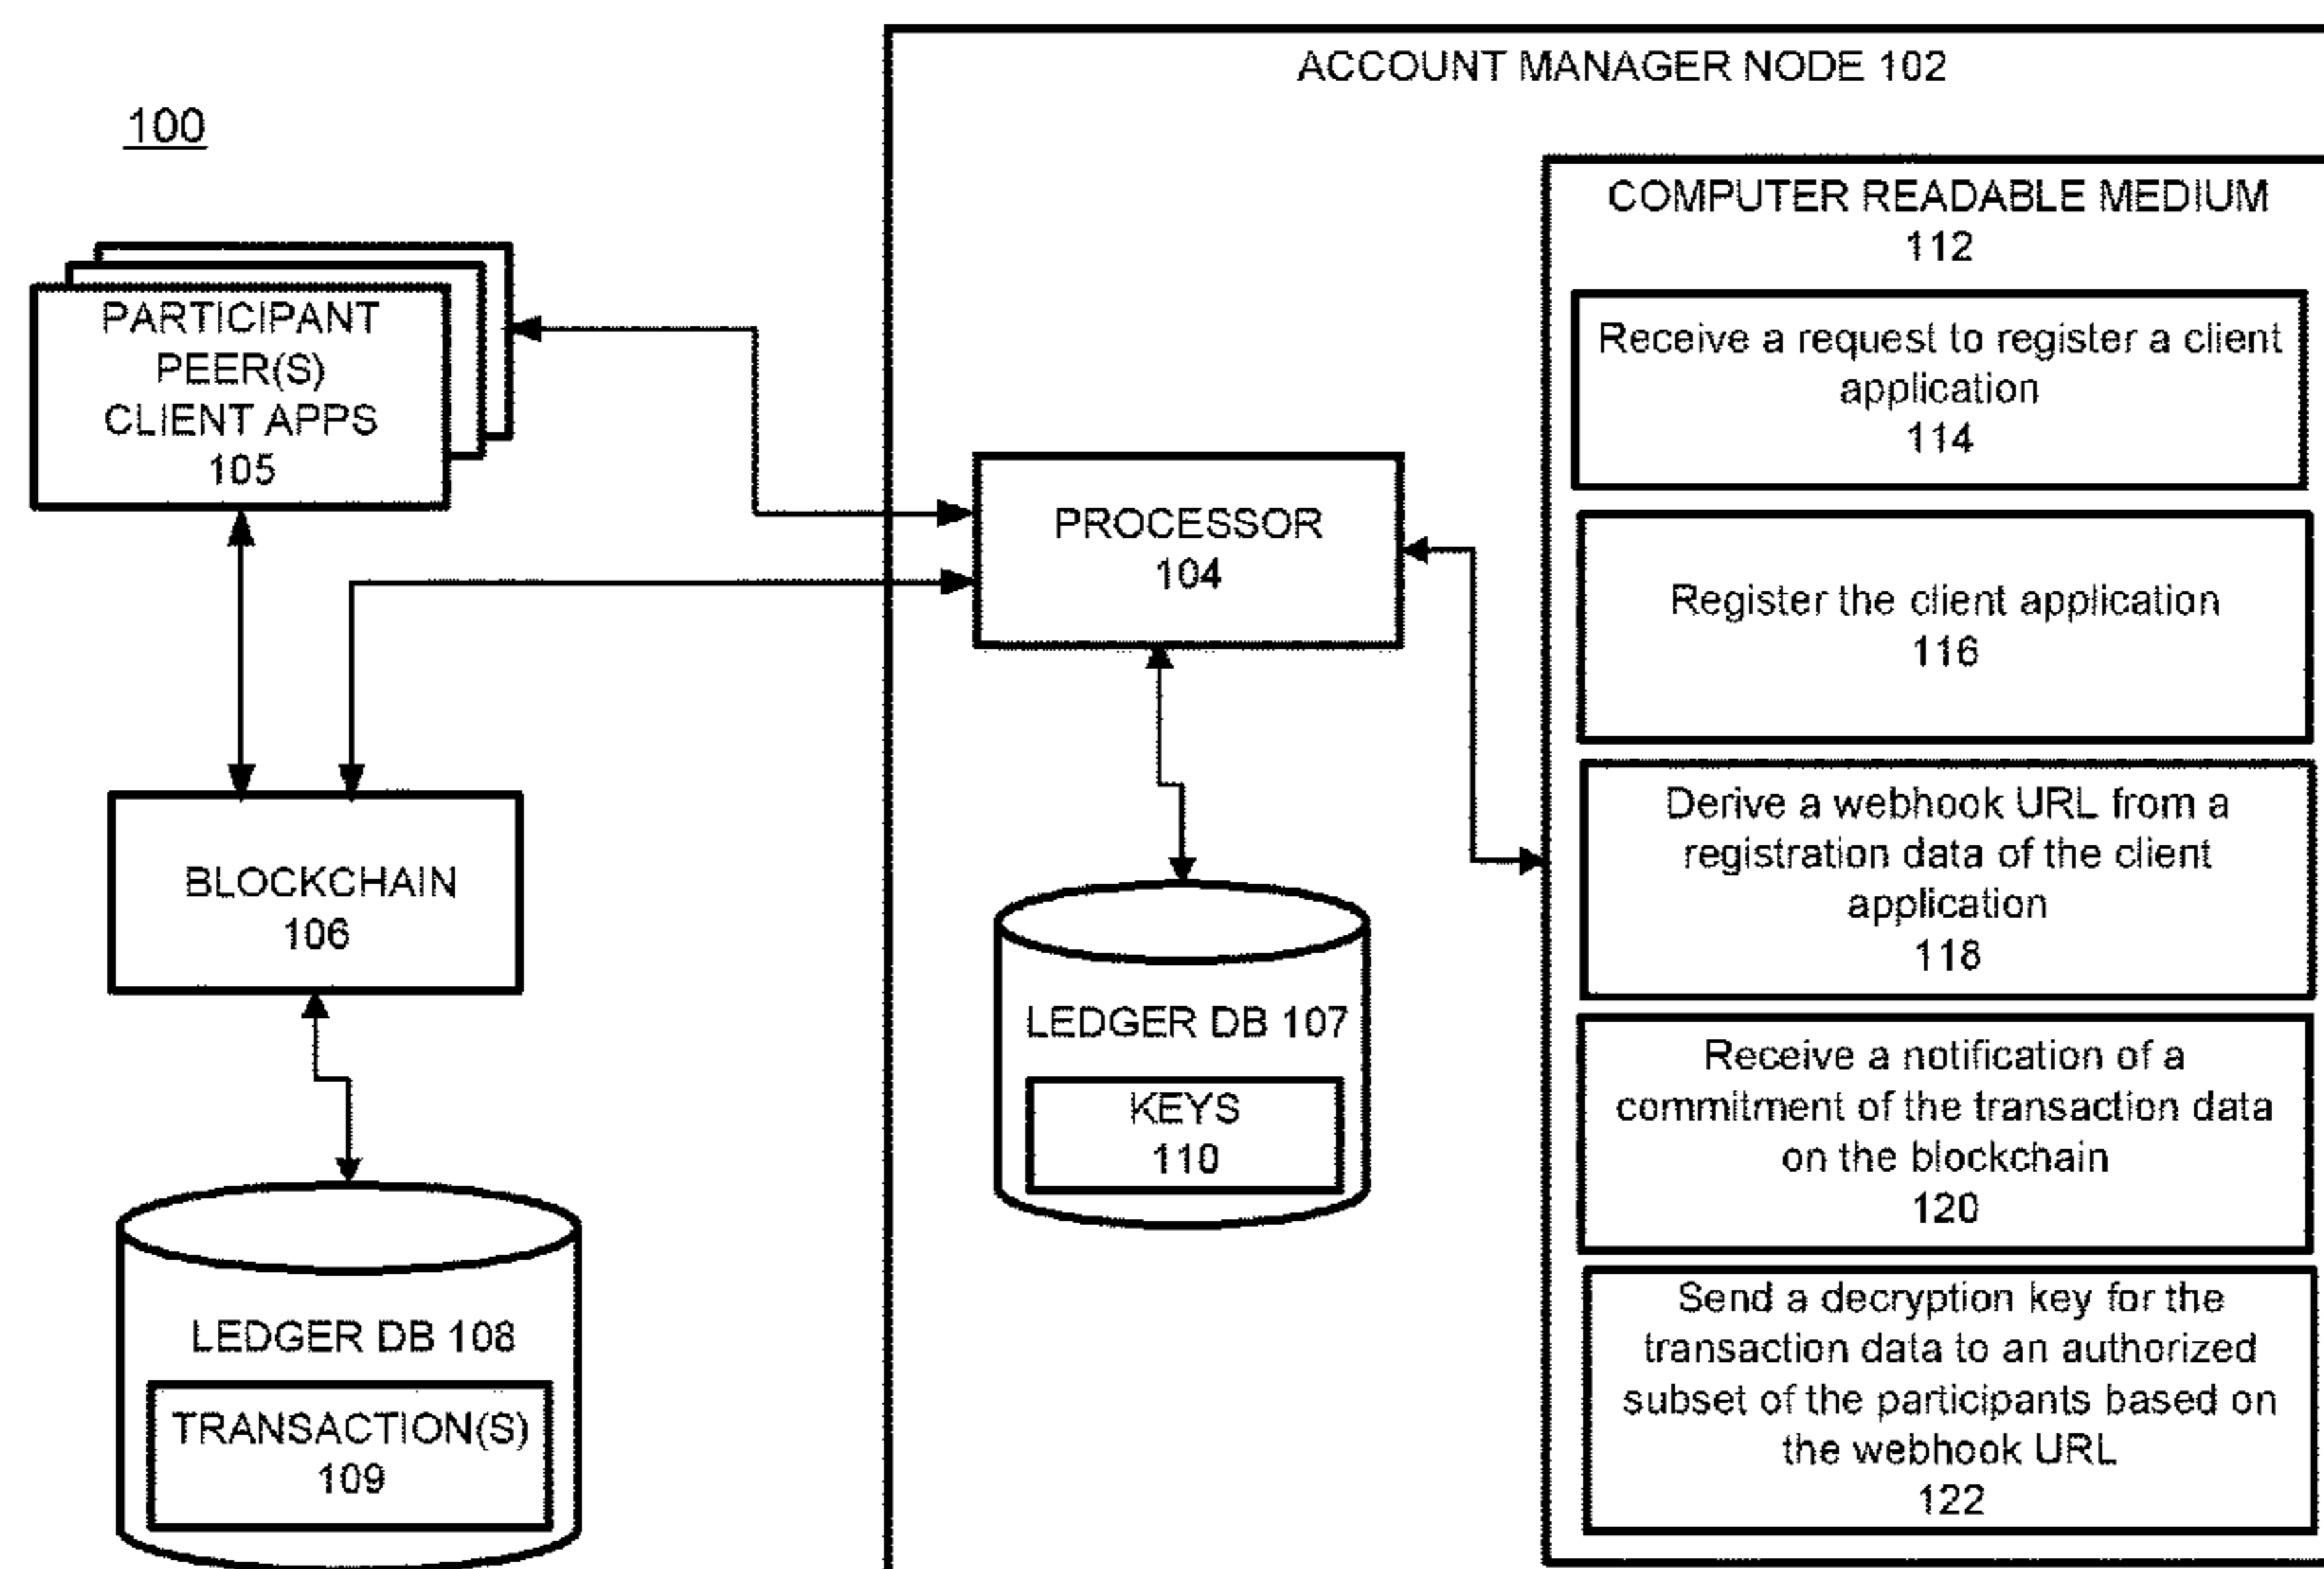 100
PARTICIPANT
PEER(S)
CLIENT APPS
105
BLOCKCHAIN
106
LEDGER DB 108
TRANSACTION(S)
109
ACCOUNT MANAGER NODE 102
PROCESSOR
104
LEDGER DB 107
KEYS
110
COMPUTER READABLE MEDIUM
112
Receive a request to register a client
application
114
Register the client application
116
Derive a webhook URL from a
registration data of the client
application
118
Receive a notification of a
commitment of the transaction data
on the blockchain
120
Send a decryption key for the
transaction data to an authorized
subset of the participants based on
the webhook URL
122